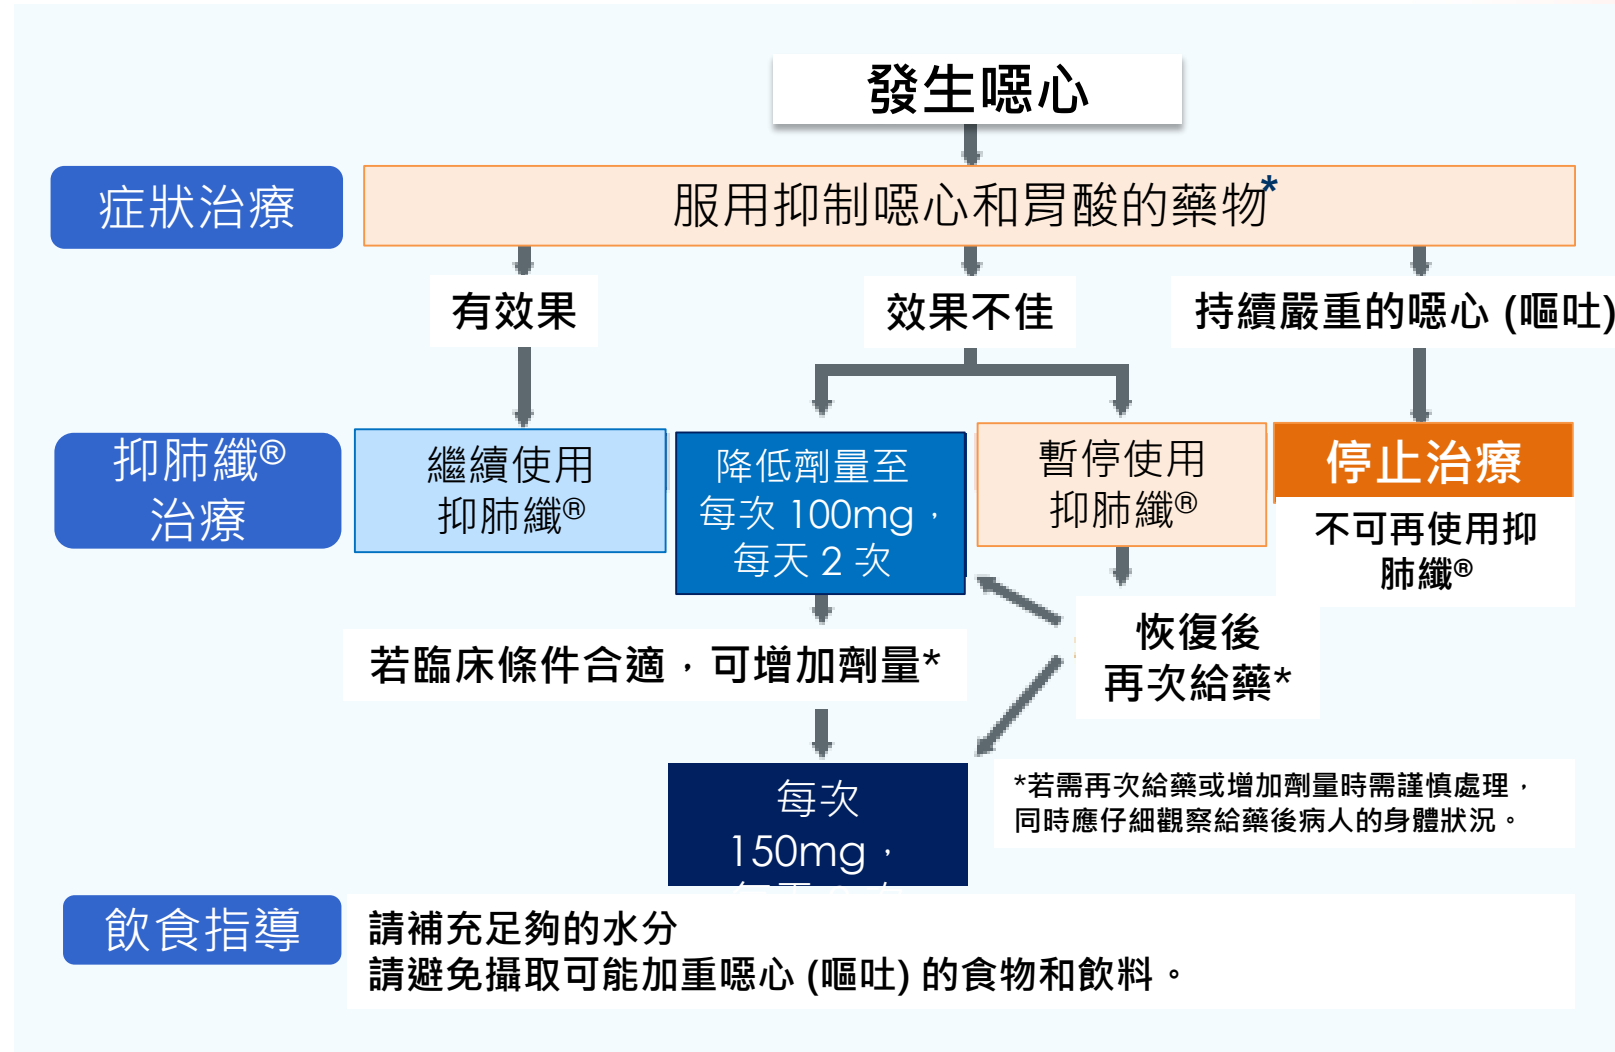 發生噁心
症狀治療
服用抑制噁心和胃酸的藥物*
有效果
效果不佳
持續嚴重的噁心 (嘔吐)
抑肺纖®
治療
繼續使用
抑肺纖®
降低劑量至
每次 100mg，
每天 2 次
暫停使用
抑肺纖®
停止治療
不可再使用抑
肺纖®
若臨床條件合適，可增加劑量*
恢復後
再次給藥*
每次
150mg，
*若需再次給藥或增加劑量時需謹慎處理，
同時應仔細觀察給藥後病人的身體狀況。
飲食指導
請補充足夠的水分
請避免攝取可能加重噁心 (嘔吐) 的食物和飲料。